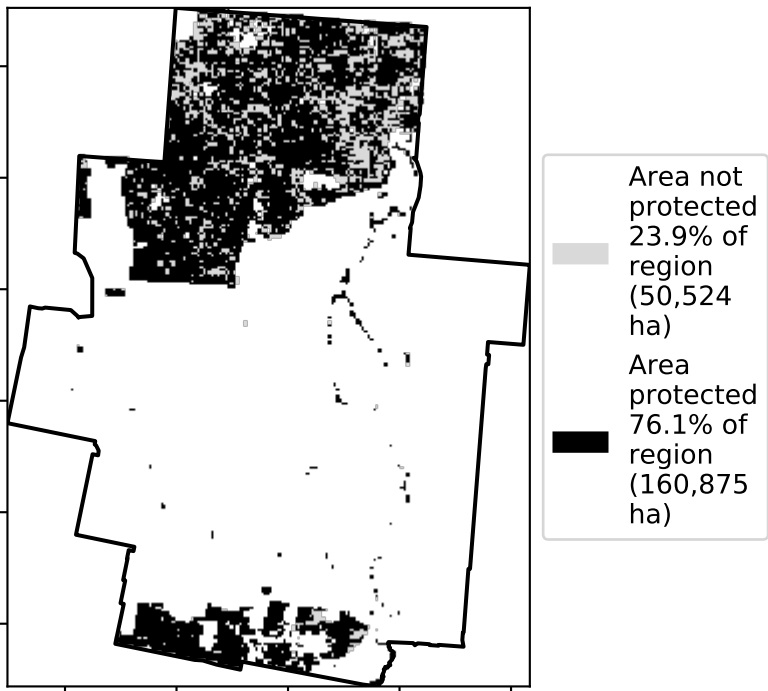 Area not
protected
23.9% of
region
(50,524
ha)
Area
protected
76.1% of
region
(160,875
ha)